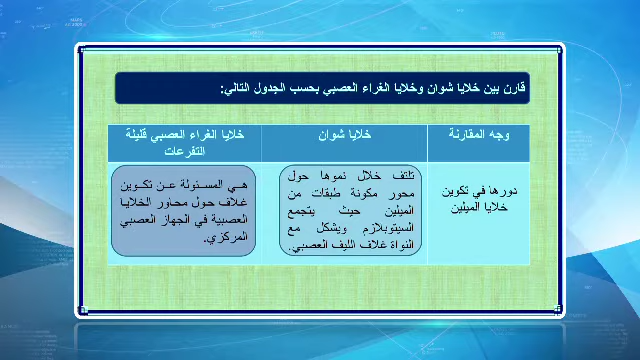 قارن بين خلايا شوان وخلايا الغراء العصبي بحسب الجدول التالي:
وجه المقارنة
خلايا شوان
خلايا الغراء العصبي قليلة
التفرعات
دورها في تكوين
خلايا الميلين
تلتف خلال نموها حول
محور مكونة طبقات من
الميلين حيث يتجمع
السيتوبلازم ويشكل مع
النواة غلاف الليف العصبي.
هي المسئولة عن تكوين
غلاف حول محاور الخلايا
العصبية في الجهاز العصبي
المركزي.